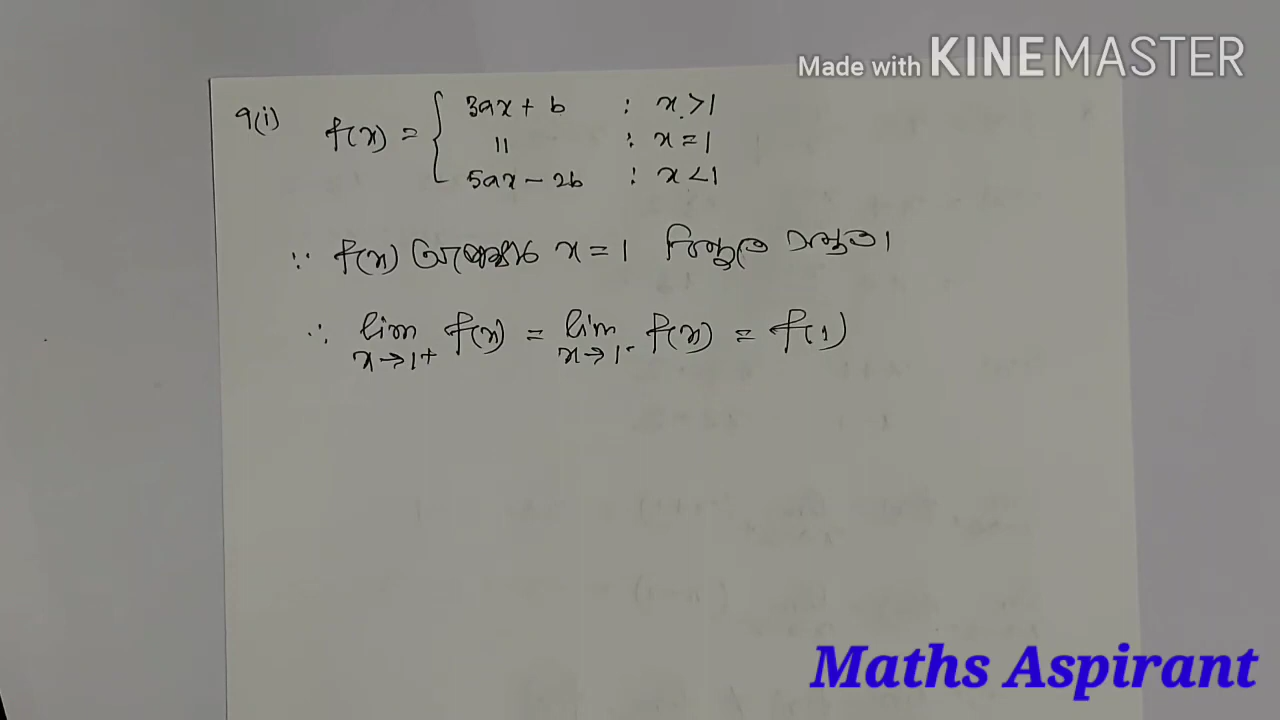 Made with KINEMASTER
9(i) f(x) = { 3ax + b : x > 1
11 : x = 1
5ax - 2b : x < 1
∵ f(x) x = 1 বিন্দুতে সন্তত।
∴ lim x→1+ f(x) = lim x→1- f(x) = f(1)
Maths Aspirant